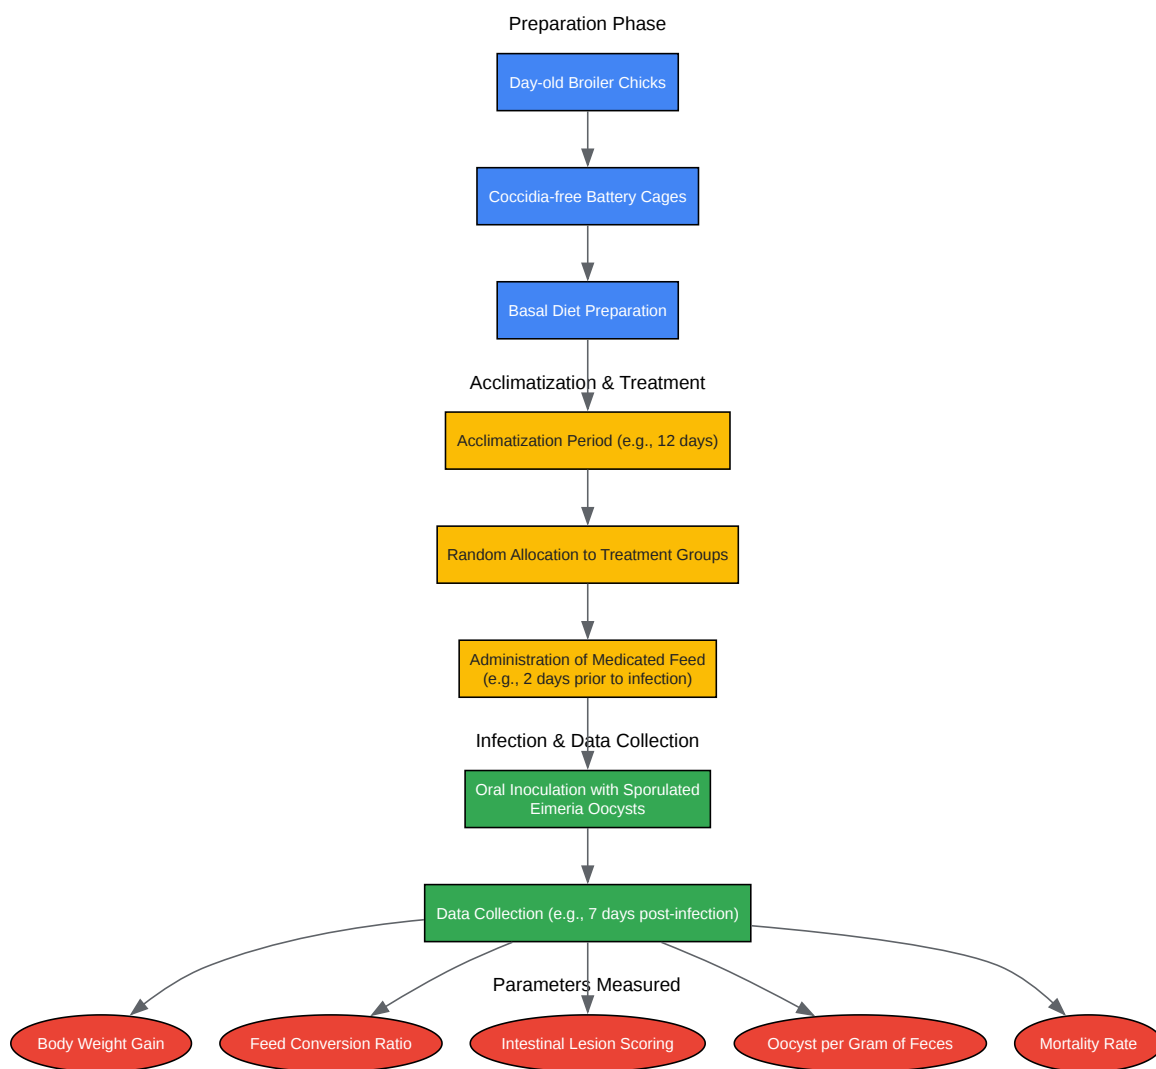 Preparation Phase
Day-old Broiler Chicks
Coccidia-free Battery Cages
Basal Diet Preparation
Acclimatization & Treatment
Acclimatization Period (e.g., 12 days)
Random Allocation to Treatment Groups
Administration of Medicated Feed
(e.g., 2 days prior to infection)
Infection & Data Collection
Oral Inoculation with Sporulated
Eimeria Oocysts
Data Collection (e.g., 7 days post-infection)
Parameters Measured
Body Weight Gain
Feed Conversion Ratio
Intestinal Lesion Scoring
Oocyst per Gram of Feces
Mortality Rate